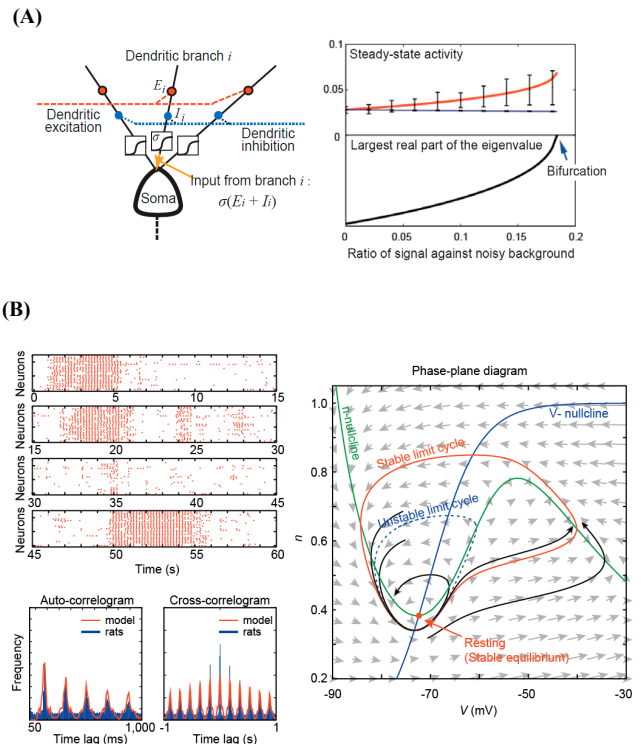 (A)
Dendritic branch i
Ei
Ii
Dendritic
excitation
σ
Dendritic
inhibition
Input from branch i :
σ(Ei + Ii)
Soma
Steady-state activity
0.1
0.05
0
Largest real part of the eigenvalue
Bifurcation
0
0.05
0.1
0.15
0.2
Ratio of signal against noisy background
(B)
Neurons
0 5 10 15
Neurons
15 20 25 30
Neurons
30 35 40 45
Neurons
45 50 55 60
Time (s)
Auto-correlogram
model
rats
Frequency
50 1,000
Time lag (ms)
Cross-correlogram
model
rats
-1 1
Time lag (s)
Phase-plane diagram
n
1.0
0.8
0.6
0.4
0.2
n-nullcline
V- nullcline
Stable limit cycle
Unstable limit cycle
Resting
(Stable equilibrium)
-90 -80 -70 -60 -50 -40 -30
V (mV)